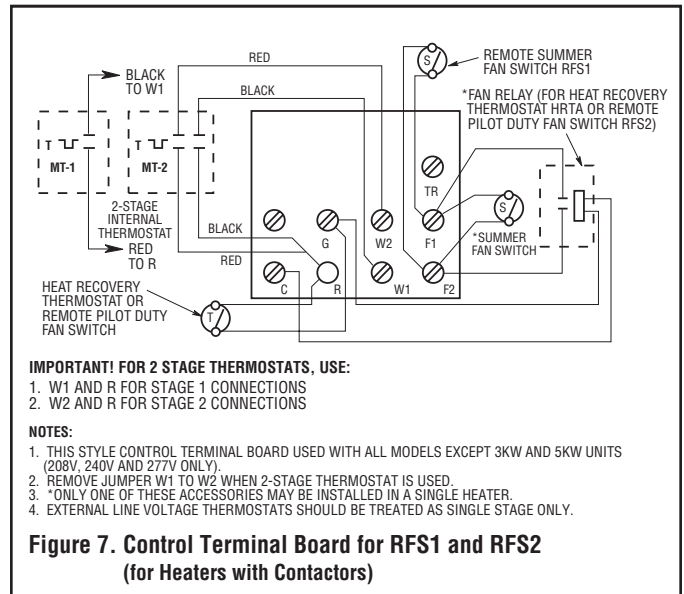 RED
BLACK
TO W1
BLACK
S
REMOTE SUMMER
FAN SWITCH RFS1
*FAN RELAY (FOR HEAT RECOVERY
THERMOSTAT HRTA OR REMOTE
PILOT DUTY FAN SWITCH RFS2)
T
MT-1
T
MT-2
TR
2-STAGE
INTERNAL
THERMOSTAT
RED
TO R
BLACK
RED
G
W2
F1
S
*SUMMER
FAN SWITCH
C
R
W1
F2
HEAT RECOVERY
THERMOSTAT OR
REMOTE PILOT DUTY
FAN SWITCH
T
IMPORTANT! FOR 2 STAGE THERMOSTATS, USE:
1. W1 AND R FOR STAGE 1 CONNECTIONS
2. W2 AND R FOR STAGE 2 CONNECTIONS
NOTES:
1. THIS STYLE CONTROL TERMINAL BOARD USED WITH ALL MODELS EXCEPT 3KW AND 5KW UNITS
(208V, 240V AND 277V ONLY).
2. REMOVE JUMPER W1 TO W2 WHEN 2-STAGE THERMOSTAT IS USED.
3. *ONLY ONE OF THESE ACCESSORIES MAY BE INSTALLED IN A SINGLE HEATER.
4. EXTERNAL LINE VOLTAGE THERMOSTATS SHOULD BE TREATED AS SINGLE STAGE ONLY.
Figure 7. Control Terminal Board for RFS1 and RFS2
(for Heaters with Contactors)